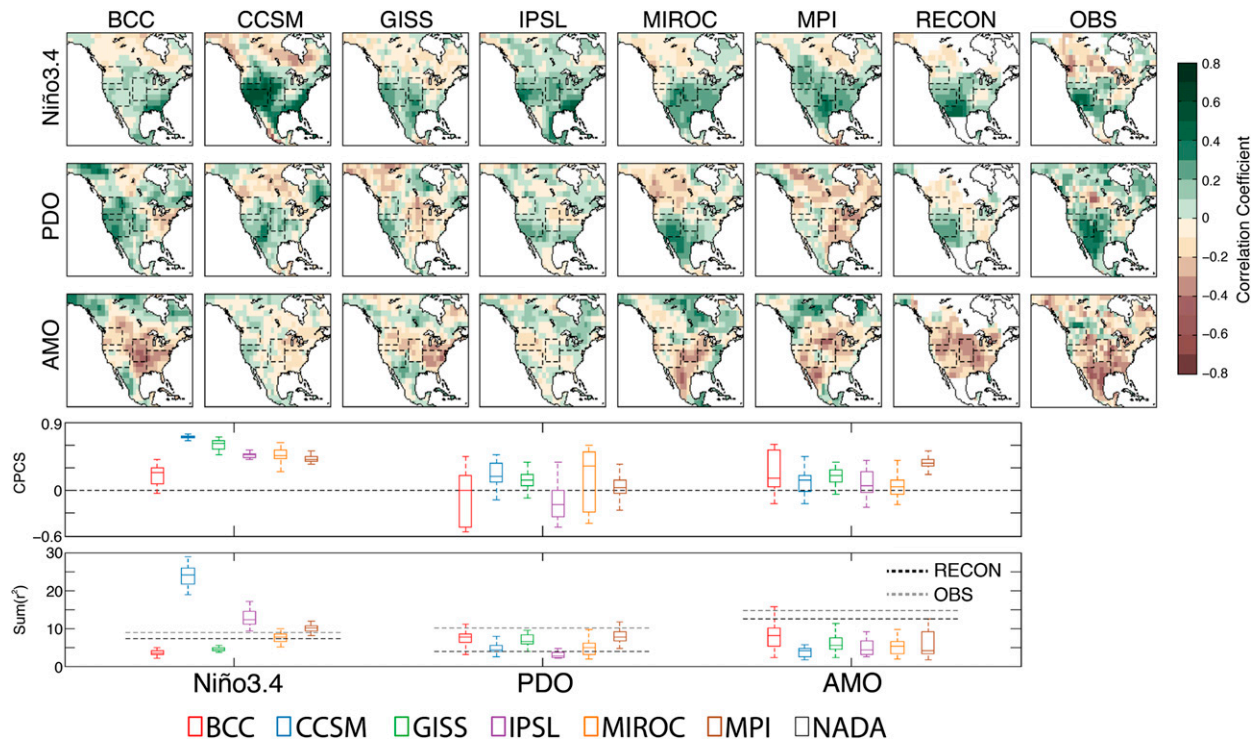 BCC CCSM GISS IPSL MIROC MPI RECON OBS
Niño3.4
PDO
AMO
0.8
0.6
0.4
0.2
0
−0.2
−0.4
−0.6
−0.8
Correlation Coefficient
0.9
0
−0.6
CPCS
30
20
10
0
Sum(r²)
RECON
OBS
Niño3.4 PDO AMO
BCC CCSM GISS IPSL MIROC MPI NADA